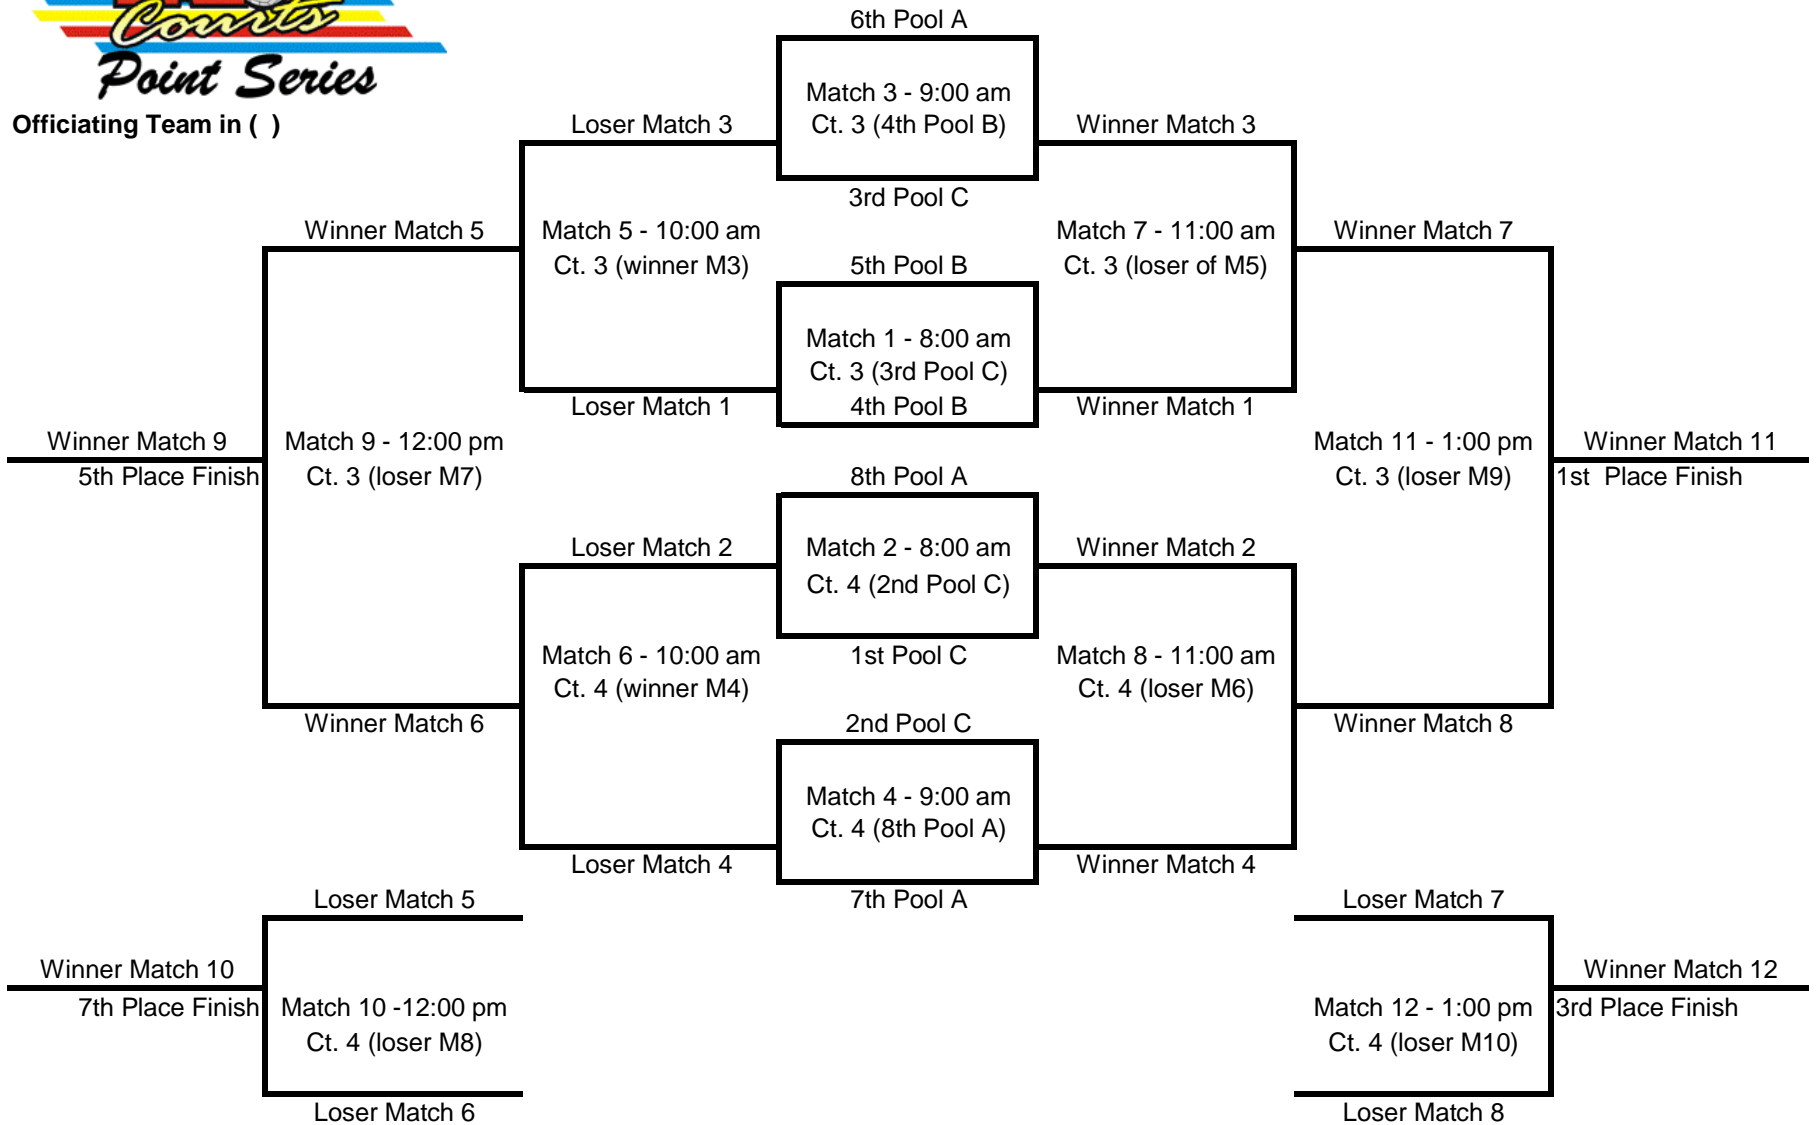 Courts
Point Series
Officiating Team in ( )
6th Pool A
Match 3 - 9:00 am
Ct. 3 (4th Pool B)
Loser Match 3
Winner Match 3
3rd Pool C
Winner Match 5
Match 5 - 10:00 am
Ct. 3 (winner M3)
Match 7 - 11:00 am
Ct. 3 (loser of M5)
Winner Match 7
5th Pool B
Match 1 - 8:00 am
Ct. 3 (3rd Pool C)
Loser Match 1
4th Pool B
Winner Match 1
Winner Match 9
5th Place Finish
Match 9 - 12:00 pm
Ct. 3 (loser M7)
Match 11 - 1:00 pm
Ct. 3 (loser M9)
Winner Match 11
1st  Place Finish
8th Pool A
Loser Match 2
Match 2 - 8:00 am
Ct. 4 (2nd Pool C)
Winner Match 2
1st Pool C
Match 6 - 10:00 am
Ct. 4 (winner M4)
Match 8 - 11:00 am
Ct. 4 (loser M6)
Winner Match 6
2nd Pool C
Winner Match 8
Match 4 - 9:00 am
Ct. 4 (8th Pool A)
Loser Match 4
Winner Match 4
7th Pool A
Loser Match 5
Loser Match 7
Winner Match 10
7th Place Finish
Match 10 -12:00 pm
Ct. 4 (loser M8)
Match 12 - 1:00 pm
Ct. 4 (loser M10)
Winner Match 12
3rd Place Finish
Loser Match 6
Loser Match 8